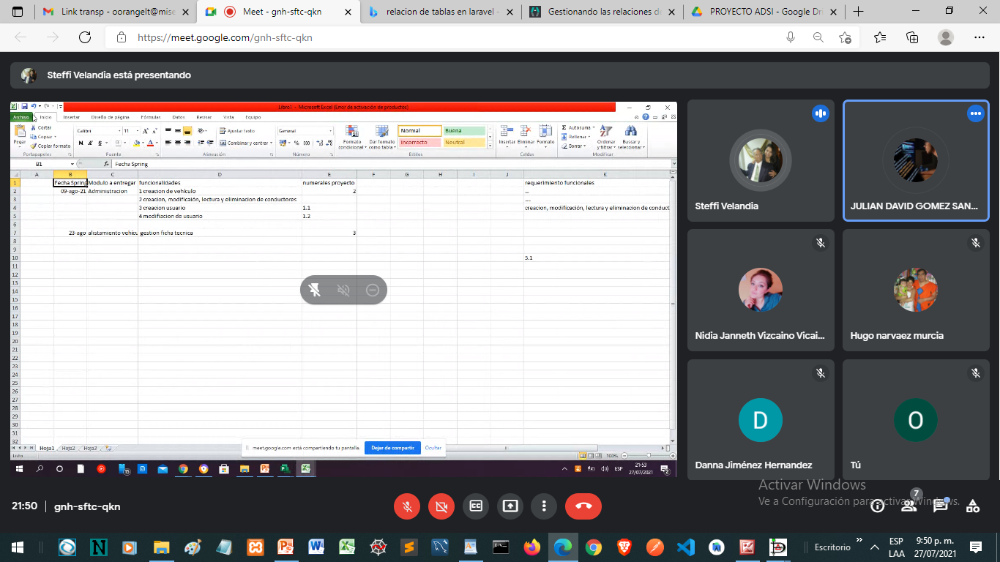 Link transp - oorangelt@mise
Meet - gnh-sftc-qkn
relacion de tablas en laravel -
Gestionando las relaciones de
PROYECTO ADSI - Google Dri
https://meet.google.com/gnh-sftc-qkn
Steffi Velandia está presentando
Libro1 - Microsoft Excel (Error de activación de productos)
Archivo Inicio Insertar Diseño de página Fórmulas Datos Revisar Vista Equipo
Pegar
Cortar
Copiar
Copiar formato
Portapapeles
Calibri 11
N K S
Fuente
Ajustar texto
Combinar y centrar
Alineación
General
% 000
Número
Formato condicional
Dar formato como tabla
Normal Buena
Incorrecto Neutral
Estilos
Insertar Eliminar Formato
Celdas
Autosuma
Rellenar
Borrar
Ordenar y filtrar
Buscar y seleccionar
Modificar
B1 fx Fecha Spring
A B C D E F G H I J K
1 Fecha Spring Modulo a entregar funcionalidades numerales proyecto requerimiento funcionales
2 09-ago-21 Administracion 1 creacion de vehículo 2 ...
3 2 creacion, modificaión, lectura y eliminacion de conductores ....
4 3 creacion usuario 1.1 creacion, modificación, lectura y eliminacion de conduct
5 4 modifiacion de usuario 1.2
6
7 23-ago alistamiento vehícu gestion ficha tecnica 3
8
9
10 5.1
11
12
13
14
15
16
17
18
19
20
21
22
23
24
25
26
27
28
29
30
31
32
Hoja1 Hoja2 Hoja3
meet.google.com está compartiendo tu pantalla. Dejar de compartir Ocultar
Listo 100%
15 ESP 21:53 27/07/2021 2
Steffi Velandia
JULIAN DAVID GOMEZ SAN...
Nidia Janneth Vizcaino Vicai...
Hugo narvaez murcia
D
Danna Jiménez Hernandez
O
Tú
Activar Windows
Ve a Configuración para activar Windows.
21:50 | gnh-sftc-qkn
7
Escritorio » ESP LAA 9:50 p. m. 27/07/2021